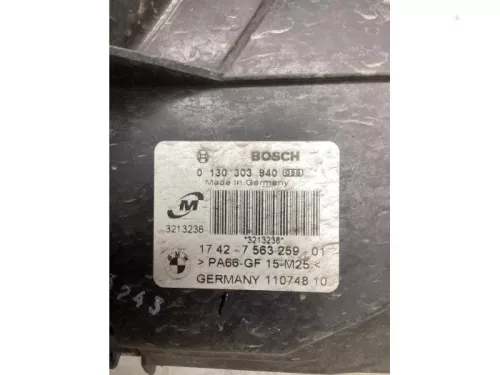 BOSCH
0 130 303 940
Made in Germany
3213236
*3213236*
17 42-7 563 259-01
>PA66-GF 15-M25<
GERMANY 110748 10
3243